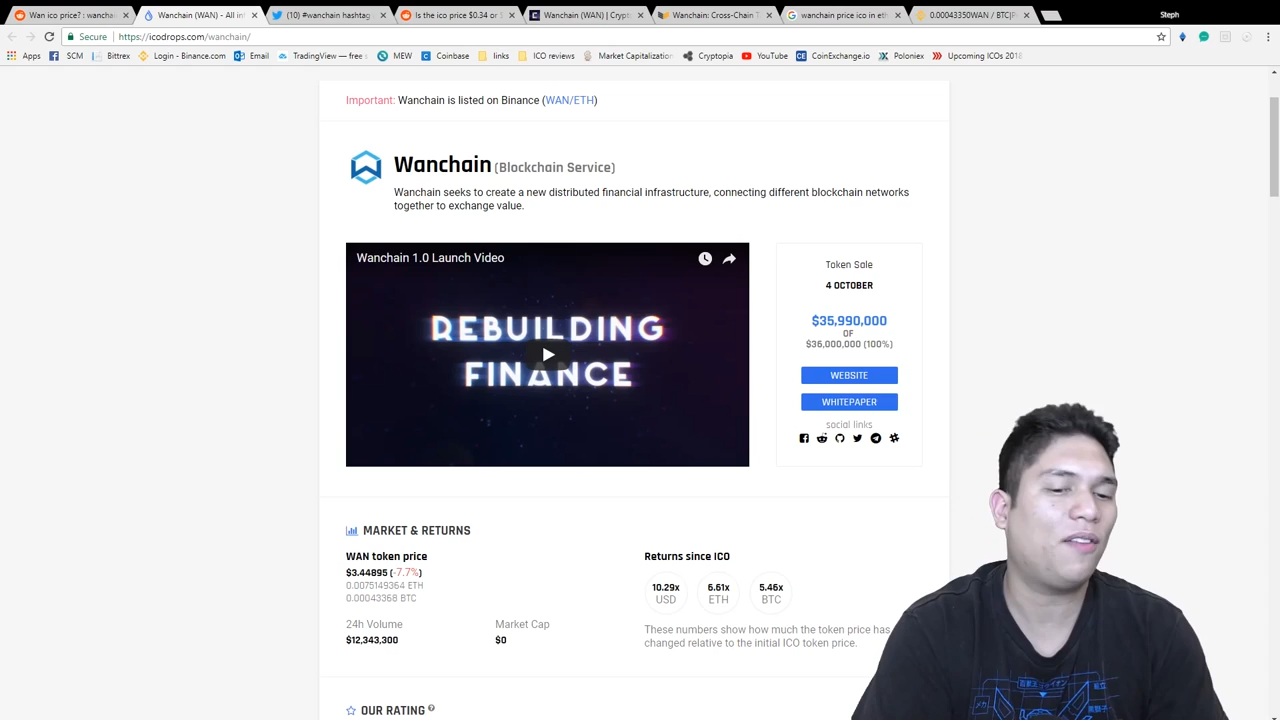 Wan ico price? : wanchain
Wanchain (WAN) - All in
(10) #wanchain hashtag
Is the ico price $0.34 or
Wanchain (WAN) | Crypto
Wanchain: Cross-Chain T
wanchain price ico in eth
0.00043350WAN / BTC|
Steph
Secure
https://icodrops.com/wanchain/
Apps
SCM
Bittrex
Login - Binance.com
Email
TradingView — free s
MEW
Coinbase
links
ICO reviews
Market Capitalization
Cryptopia
YouTube
CoinExchange.io
Poloniex
Upcoming ICOs 2018
Important: Wanchain is listed on Binance (WAN/ETH)
Wanchain (Blockchain Service)
Wanchain seeks to create a new distributed financial infrastructure, connecting different blockchain networks
together to exchange value.
Wanchain 1.0 Launch Video
REBUILDING
FINANCE
Token Sale
4 OCTOBER
$35,990,000
OF
$36,000,000 (100%)
WEBSITE
WHITEPAPER
social links
MARKET & RETURNS
WAN token price
$3.44895 (-7.7%)
0.0075149364 ETH
0.00043368 BTC
24h Volume
$12,343,300
Market Cap
$0
Returns since ICO
10.29x
USD
6.61x
ETH
5.46x
BTC
These numbers show how much the token price has
changed relative to the initial ICO token price.
OUR RATING